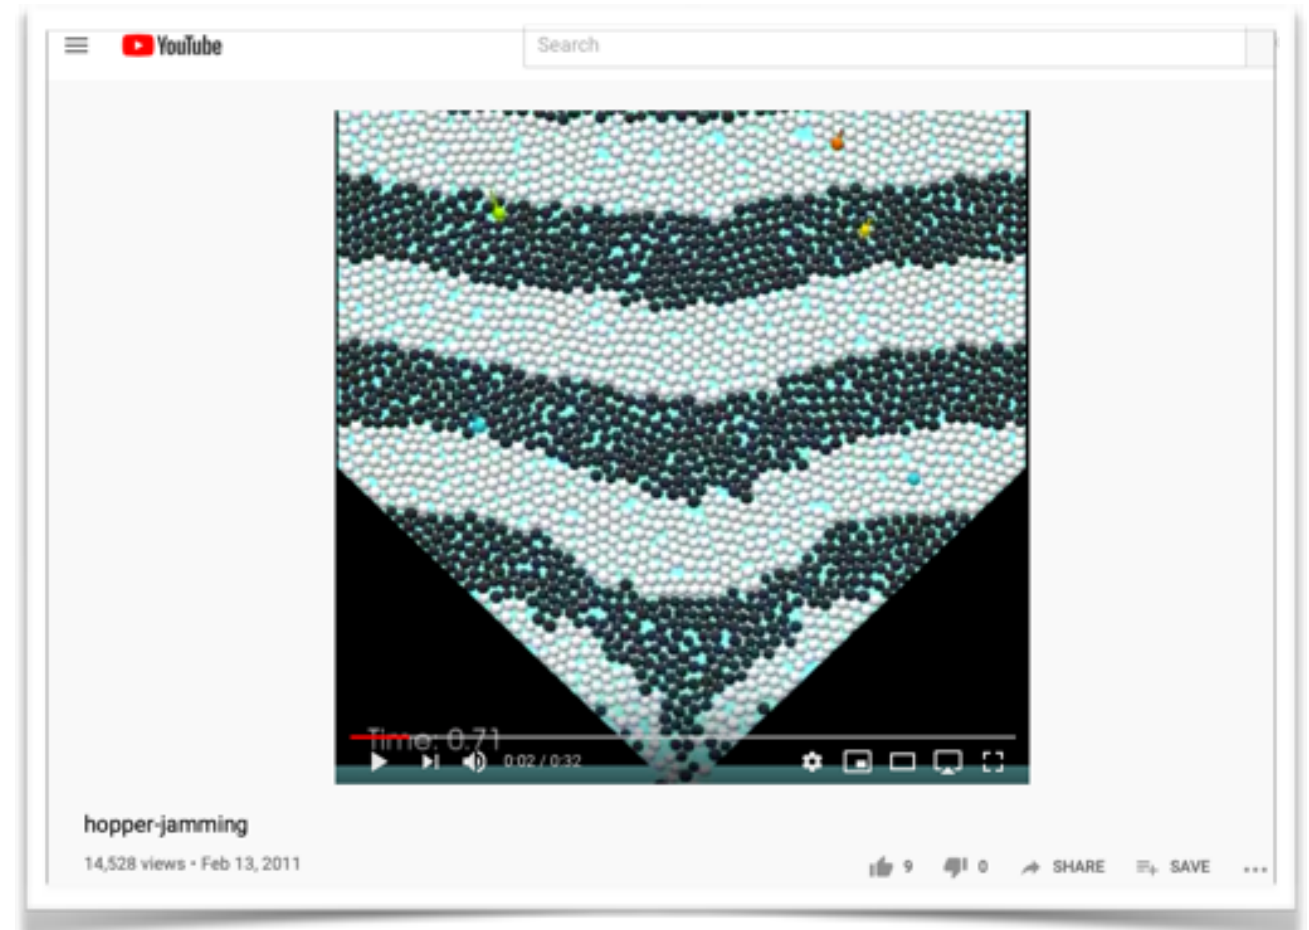 YouTube
Search
Time: 0.71
0:02 / 0:32
hopper-jamming
14,528 views • Feb 13, 2011
9 0 SHARE SAVE